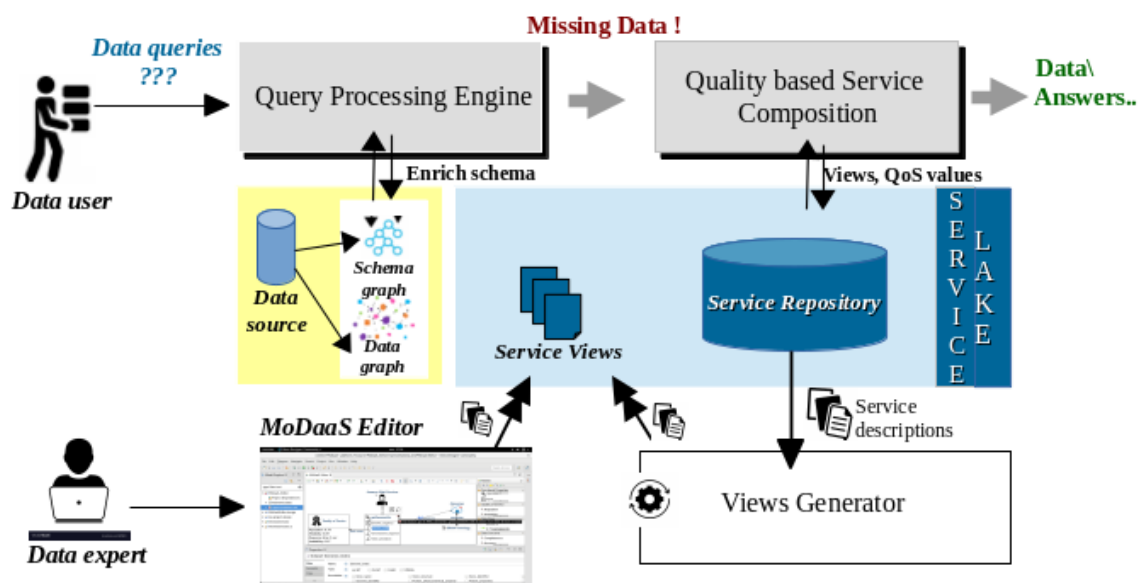 Missing Data !
Data queries
???
Query Processing Engine
Quality based Service
Composition
Data\
Answers..
Data user
Enrich schema
Views, QoS values
Schema
graph
Data
source
Data
graph
Service Views
Service Repository
SERVICE
LAKE
MoDaaS Editor
Service
descriptions
Views Generator
Data expert